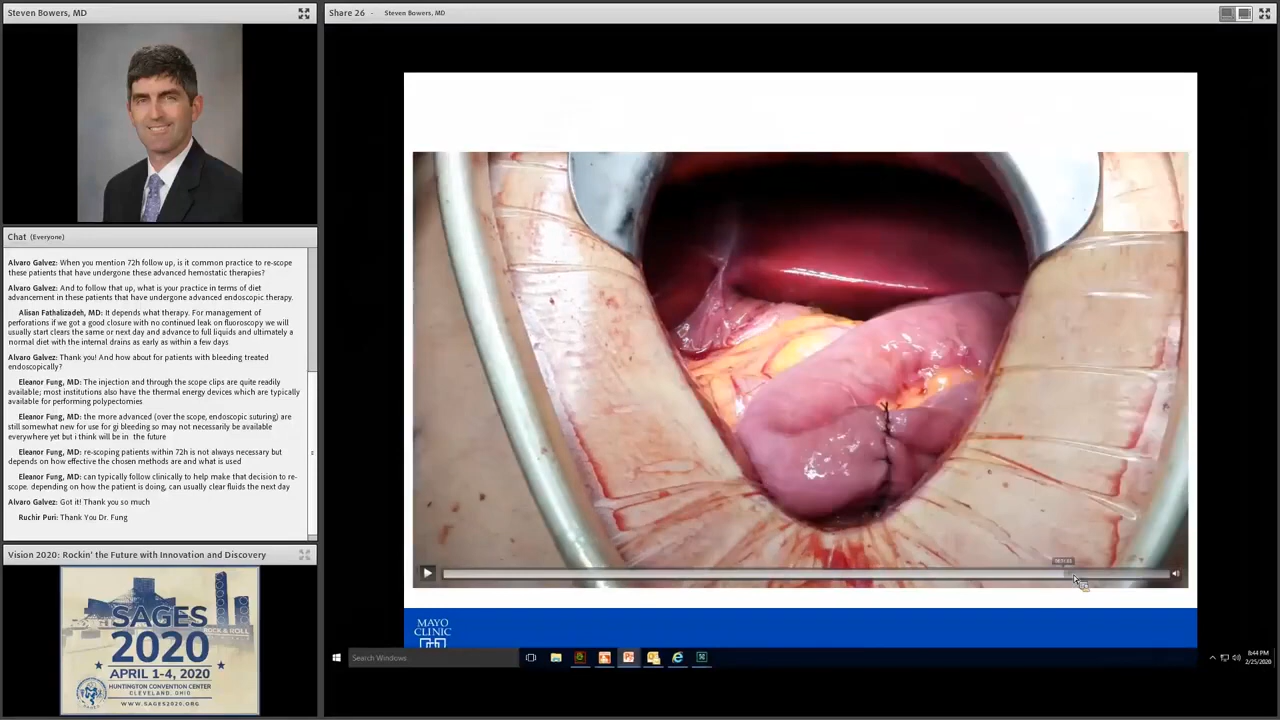 Steven Bowers, MD
Share 26 - Steven Bowers, MD
Chat (Everyone)
Alvaro Galvez: When you mention 72h follow up, is it common practice to re-scope
these patients that have undergone these advanced hemostatic therapies?
Alvaro Galvez: And to follow that up, what is your practice in terms of diet
advancement in these patients that have undergone advanced endoscopic therapy.
Alisan Fathalizadeh, MD: It depends what therapy. For management of
perforations if we got a good closure with no continued leak on fluoroscopy we will
usually start clears the same or next day and advance to full liquids and ultimately a
normal diet with the internal drains as early as within a few days
Alvaro Galvez: Thank you! And how about for patients with bleeding treated
endoscopically?
Eleanor Fung, MD: The injection and through the scope clips are quite readily
available; most institutions also have the thermal energy devices which are typically
available for performing polypectomies
Eleanor Fung, MD: the more advanced (over the scope, endoscopic suturing) are
still somewhat new for use for gi bleeding so may not necessarily be available
everywhere yet but i think will be in the future
Eleanor Fung, MD: re-scoping patients within 72h is not always necessary but
depends on how effective the chosen methods are and what is used
Eleanor Fung, MD: can typically follow clinically to help make that decision to re-
scope. depending on how the patient is doing, can usually clear fluids the next day
Alvaro Galvez: Got it! Thank you so much
Ruchir Puri: Thank You Dr. Fung
Vision 2020: Rockin' the Future with Innovation and Discovery
ROCK & ROLL
SAGES
2020
APRIL 1-4, 2020
HUNTINGTON CONVENTION CENTER
CLEVELAND, OHIO
WWW.SAGES2020.ORG
MAYO
CLINIC
Search Windows
8:44 PM
2/25/2020